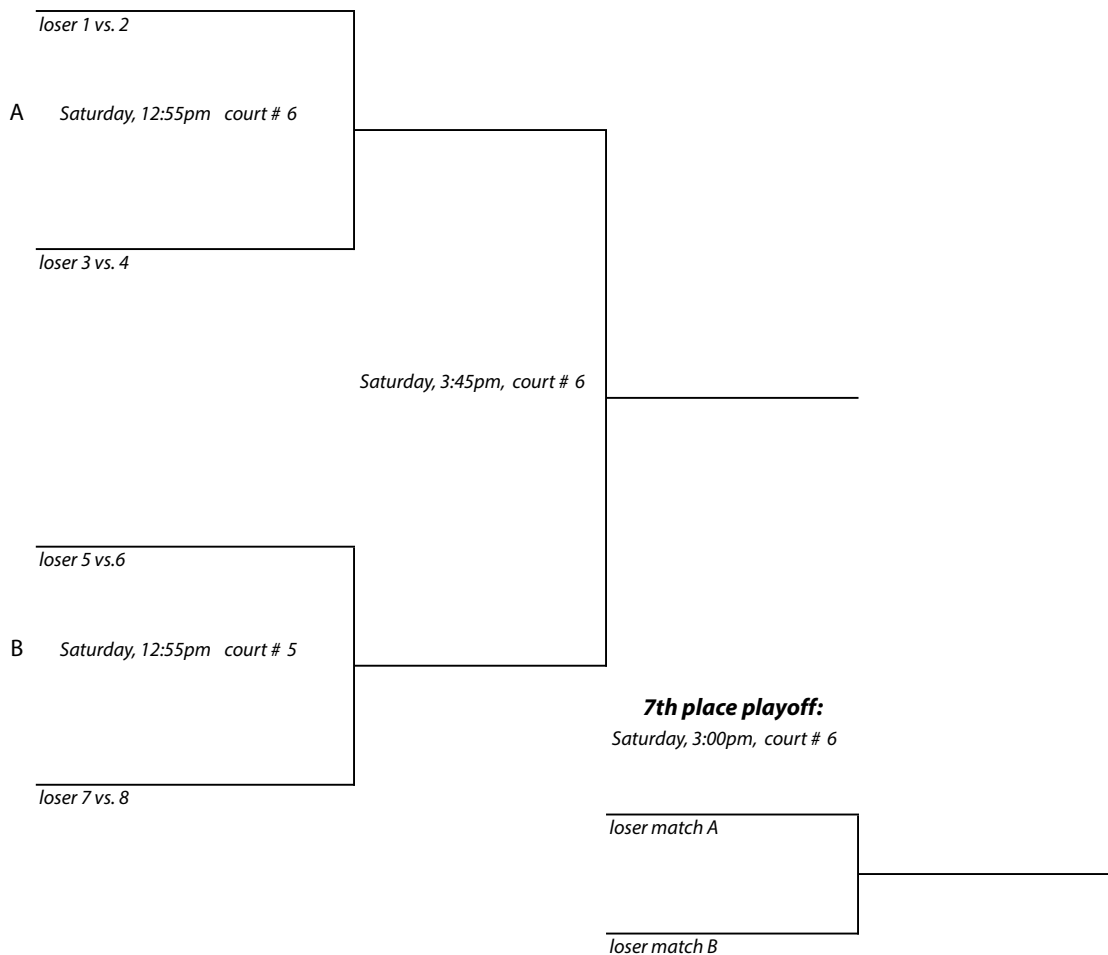 loser 1 vs. 2
A Saturday, 12:55pm court # 6
loser 3 vs. 4
Saturday, 3:45pm, court # 6
loser 5 vs.6
B Saturday, 12:55pm court # 5
loser 7 vs. 8
7th place playoff:
Saturday, 3:00pm, court # 6
loser match A
loser match B